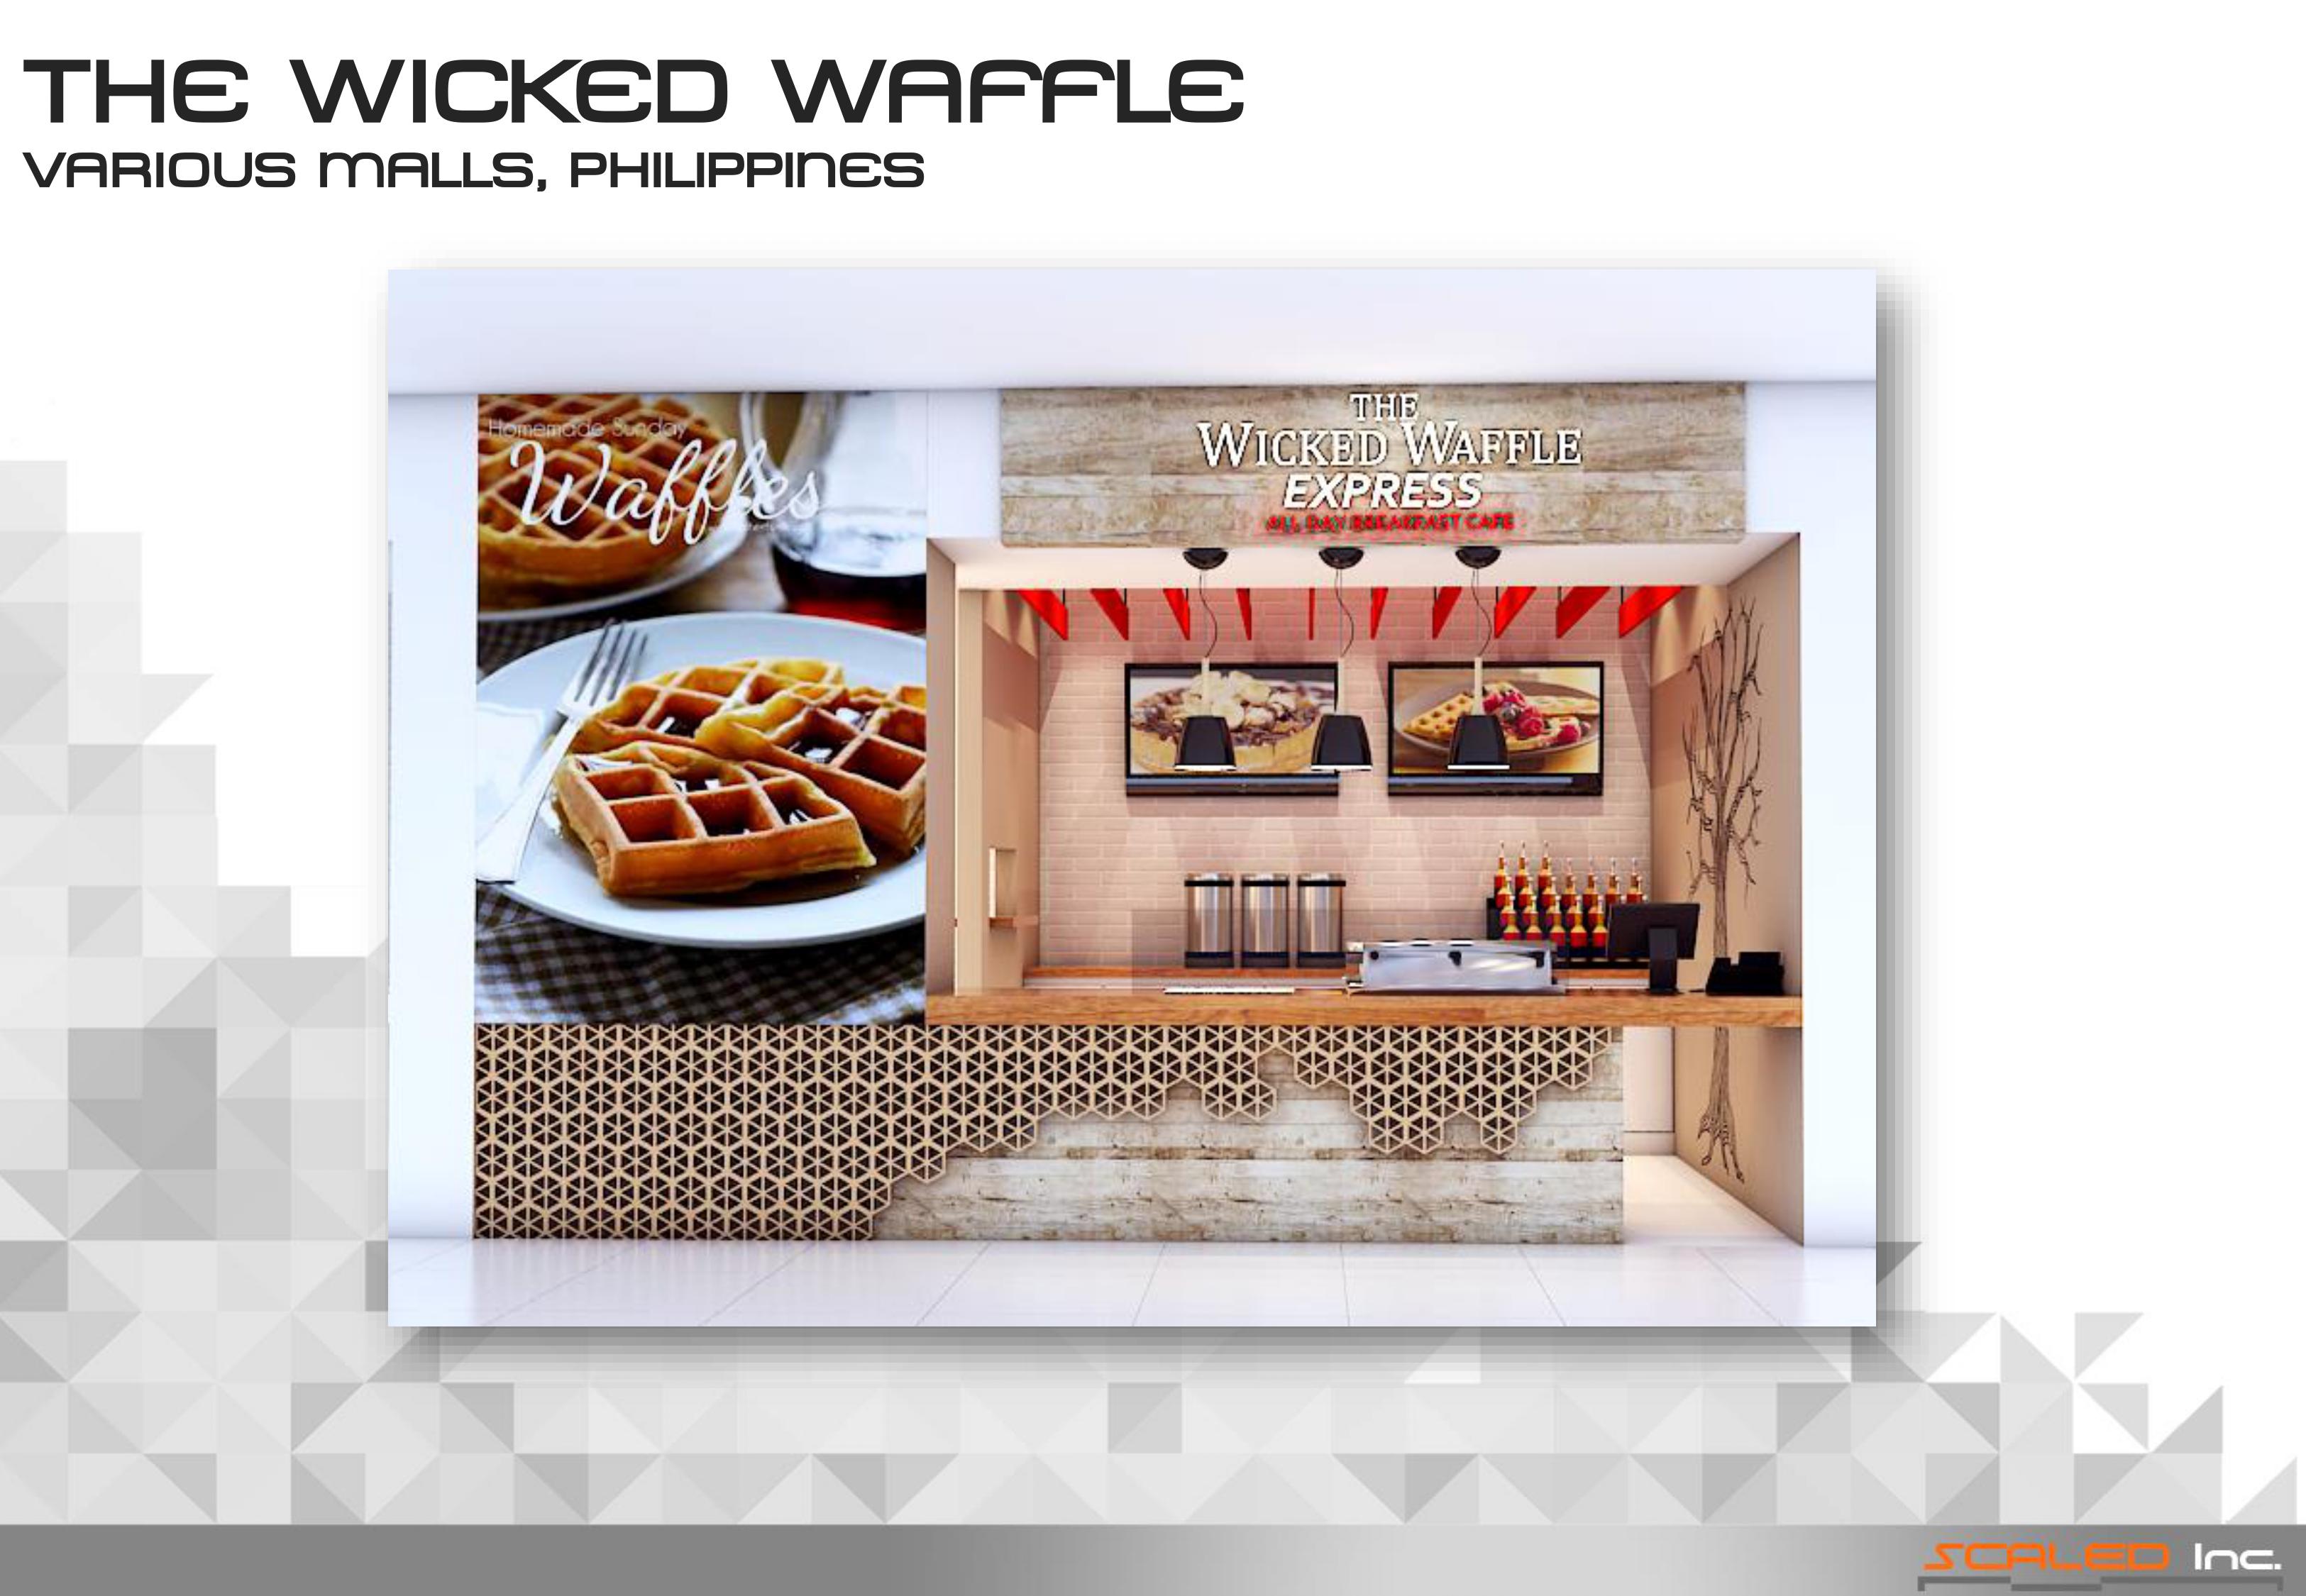 THE WICKED WAFFLE
VARIOUS MALLS, PHILIPPINES
Homemade Sunday
Waffles
THE
WICKED WAFFLE
EXPRESS
ALL DAY BREAKFAST CAFE
SCALED Inc.